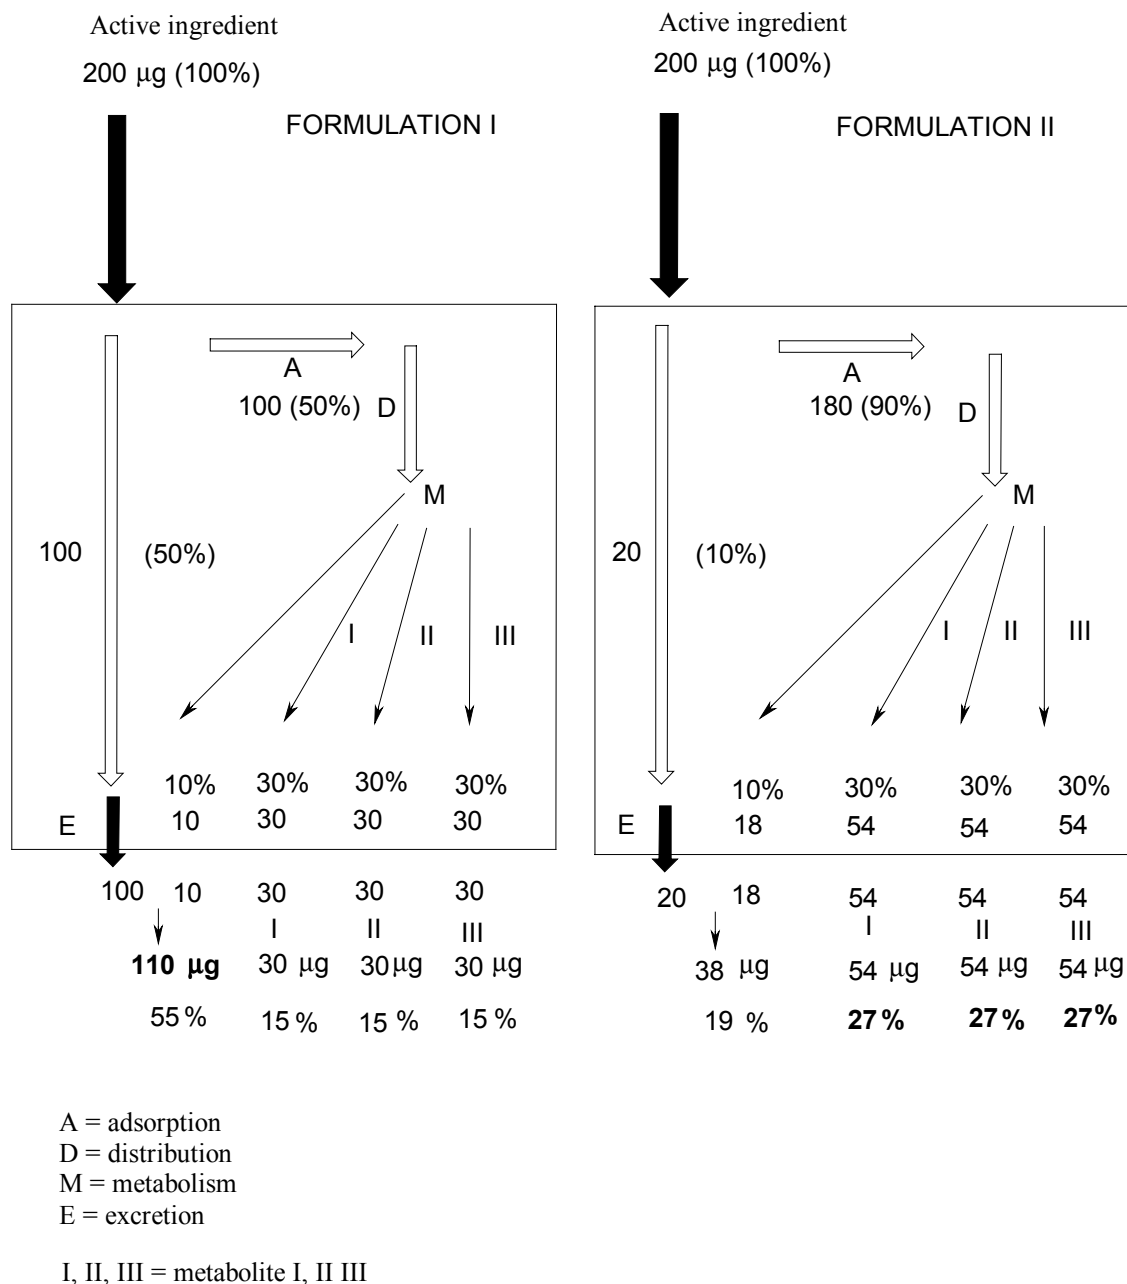 Active ingredient
200 µg (100%)
FORMULATION I
A
100 (50%) D
M
100 (50%)
I II III
10% 30% 30% 30%
E 10 30 30 30
100 10 30 30 30
I II III
110 µg 30 µg 30 µg 30 µg
55 % 15 % 15 % 15 %
Active ingredient
200 µg (100%)
FORMULATION II
A
180 (90%) D
M
20 (10%)
I II III
10% 30% 30% 30%
E 18 54 54 54
20 18 54 54 54
I II III
38 µg 54 µg 54 µg 54 µg
19 % 27 % 27 % 27 %
A = adsorption
D = distribution
M = metabolism
E = excretion
I, II, III = metabolite I, II III